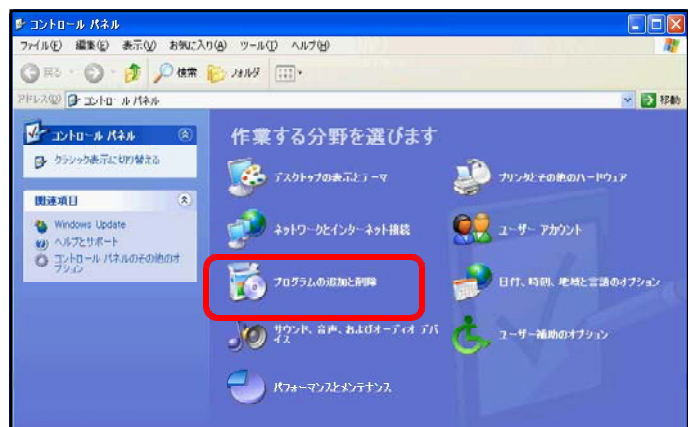 コントロール パネル
ファイル(F) 編集(E) 表示(V) お気に入り(A) ツール(T) ヘルプ(H)
戻る 検索 フォルダ
アドレス(D) コントロール パネル 移動
コントロール パネル
クラシック表示に切り替える
関連項目
Windows Update
ヘルプとサポート
コントロール パネルのその他のオ
プション
作業する分野を選びます
デスクトップの表示とテーマ
プリンタとその他のハードウェア
ネットワークとインターネット接続
ユーザー アカウント
プログラムの追加と削除
日付、時刻、地域と言語のオプション
サウンド、音声、およびオーディオ デバ
イス
ユーザー補助のオプション
パフォーマンスとメンテナンス